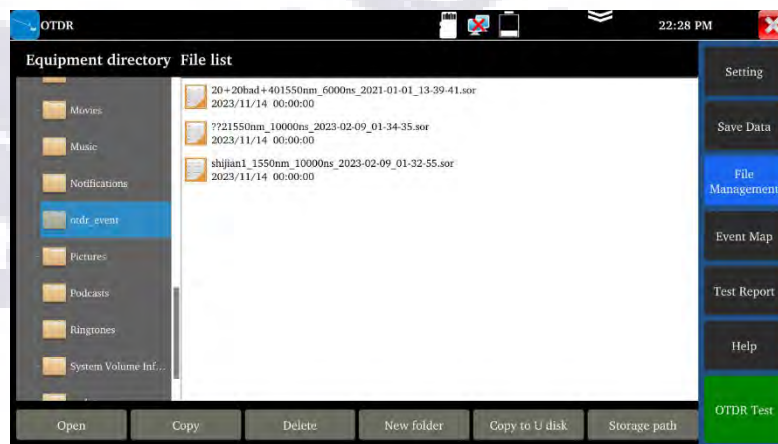 OTDR
22:28 PM
Equipment directory
File list
Movies
Music
Notifications
otdr_event
Pictures
Podcasts
Ringtones
System Volume Inf...
20+20bad+401550nm_6000ns_2021-01-01_13-39-41.sor
2023/11/14 00:00:00
??21550nm_10000ns_2023-02-09_01-34-35.sor
2023/11/14 00:00:00
shijian1_1550nm_10000ns_2023-02-09_01-32-55.sor
2023/11/14 00:00:00
Setting
Save Data
File
Management
Event Map
Test Report
Help
OTDR Test
Open
Copy
Delete
New folder
Copy to U disk
Storage path